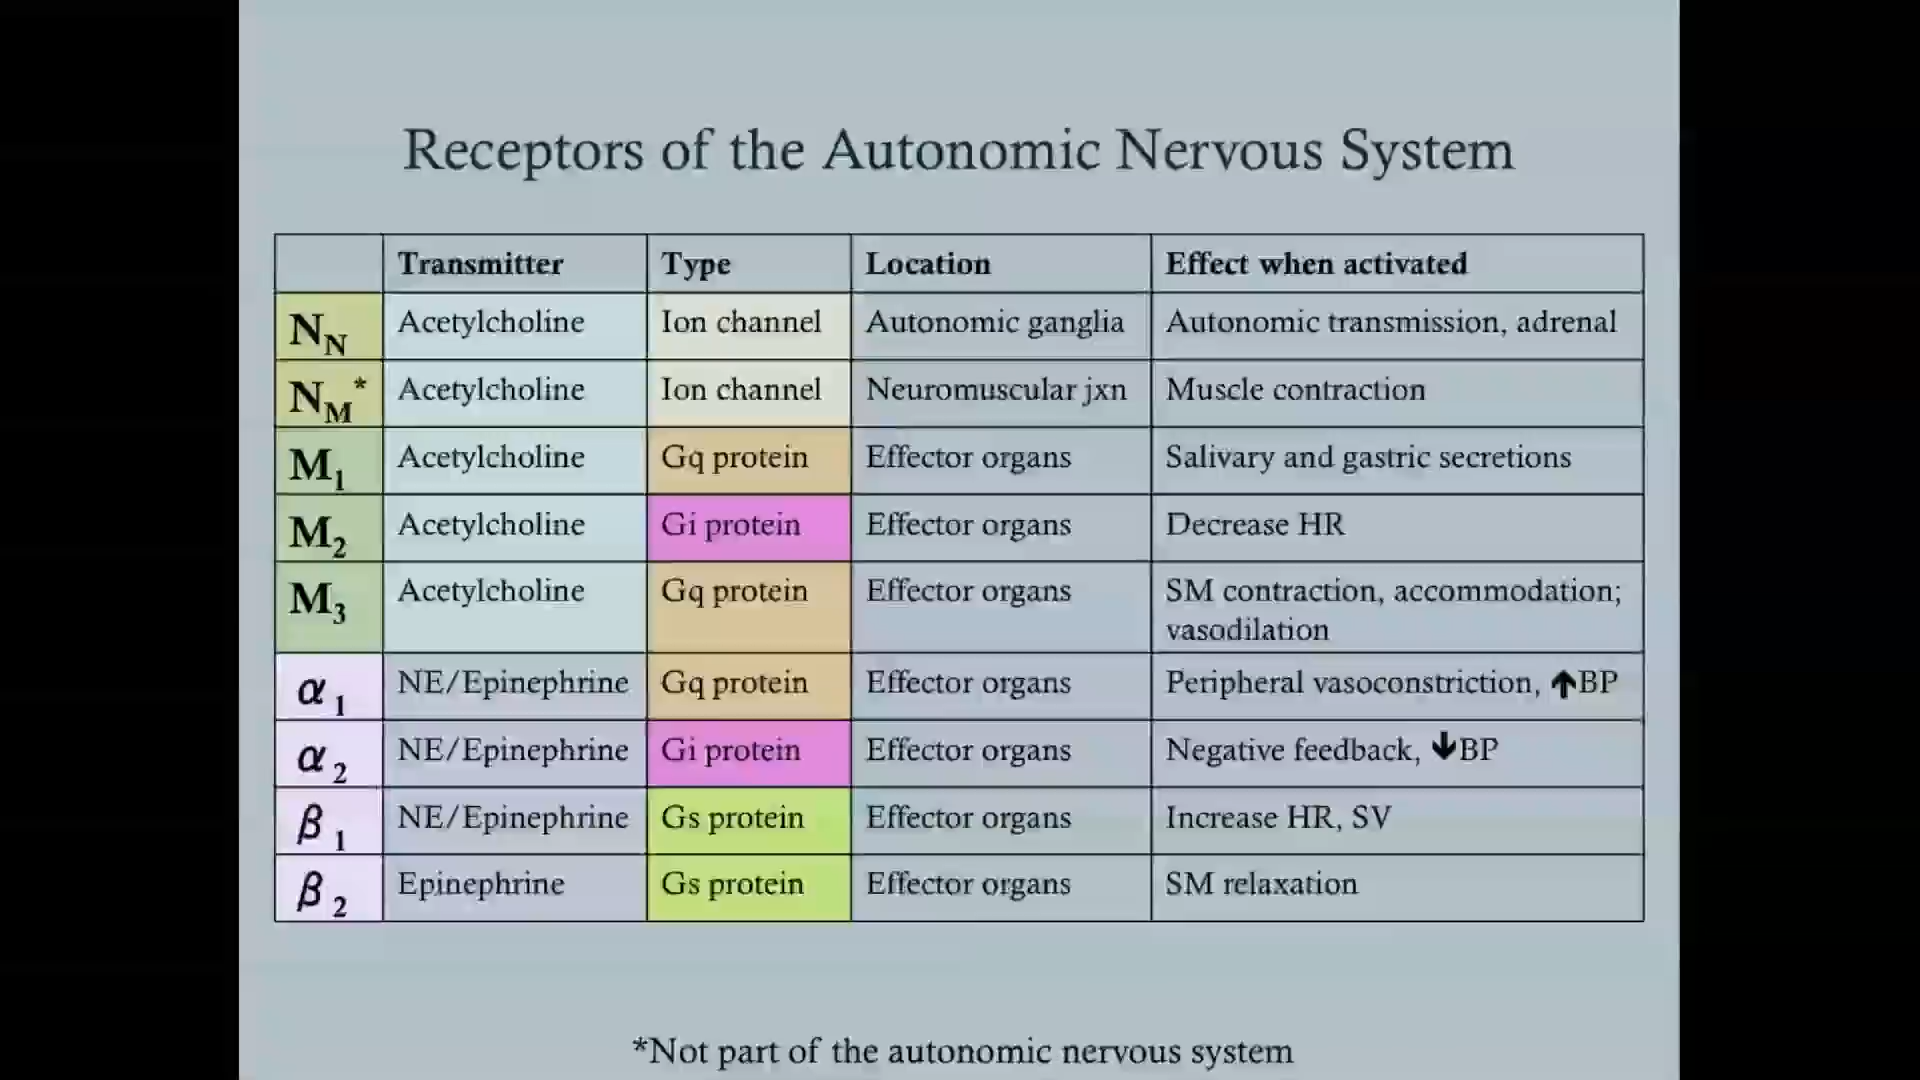 Receptors of the Autonomic Nervous System
Transmitter Type Location Effect when activated
N_N Acetylcholine Ion channel Autonomic ganglia Autonomic transmission, adrenal
N_M* Acetylcholine Ion channel Neuromuscular jxn Muscle contraction
M₁ Acetylcholine Gq protein Effector organs Salivary and gastric secretions
M₂ Acetylcholine Gi protein Effector organs Decrease HR
M₃ Acetylcholine Gq protein Effector organs SM contraction, accommodation;
vasodilation
α₁ NE/Epinephrine Gq protein Effector organs Peripheral vasoconstriction, ↑BP
α₂ NE/Epinephrine Gi protein Effector organs Negative feedback, ↓BP
β₁ NE/Epinephrine Gs protein Effector organs Increase HR, SV
β₂ Epinephrine Gs protein Effector organs SM relaxation
*Not part of the autonomic nervous system